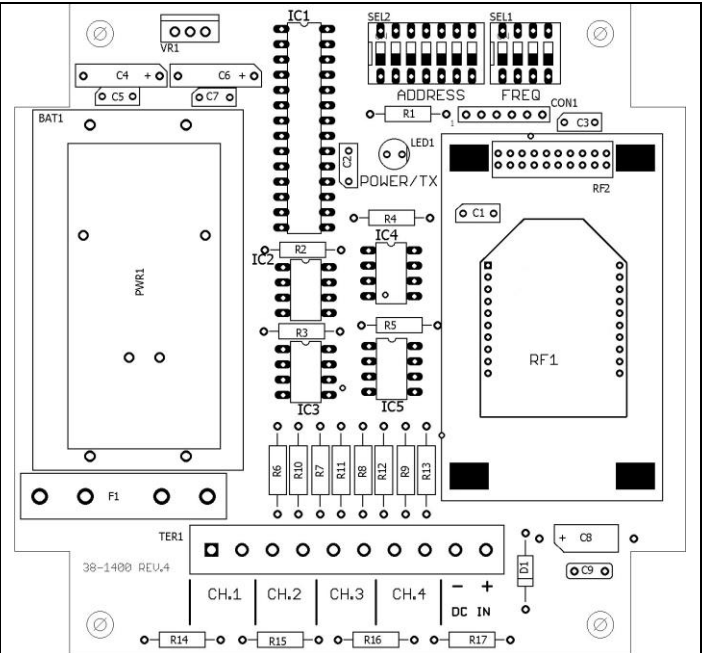 IC1
SEL2
SEL1
VR1
C4 +
C6 +
C5
C7
ADDRESS
FREQ
CON1
BAT1
R1
1
C3
LED1
C2
POWER/TX
RF2
C1
R4
IC4
R2
IC2
PWR1
R3
R5
RF1
IC3
IC5
R6
R10
R7
R11
R8
R12
R9
R13
F1
TER1
+ C8
38-1400 REV.4
D1
C9
CH.1
CH.2
CH.3
CH.4
- +
DC IN
R14
R15
R16
R17